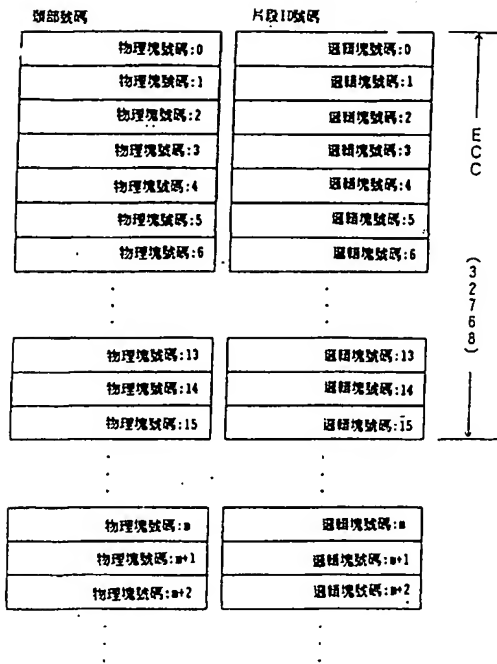 頭部號碼 片段ID號碼
物理塊號碼:0 邏輯塊號碼:0
物理塊號碼:1 邏輯塊號碼:1
物理塊號碼:2 邏輯塊號碼:2
物理塊號碼:3 邏輯塊號碼:3
物理塊號碼:4 邏輯塊號碼:4
物理塊號碼:5 邏輯塊號碼:5
物理塊號碼:6 邏輯塊號碼:6
ECC
(32768)
物理塊號碼:13 邏輯塊號碼:13
物理塊號碼:14 邏輯塊號碼:14
物理塊號碼:15 邏輯塊號碼:15
物理塊號碼:m 邏輯塊號碼:m
物理塊號碼:m+1 邏輯塊號碼:m+1
物理塊號碼:m+2 邏輯塊號碼:m+2